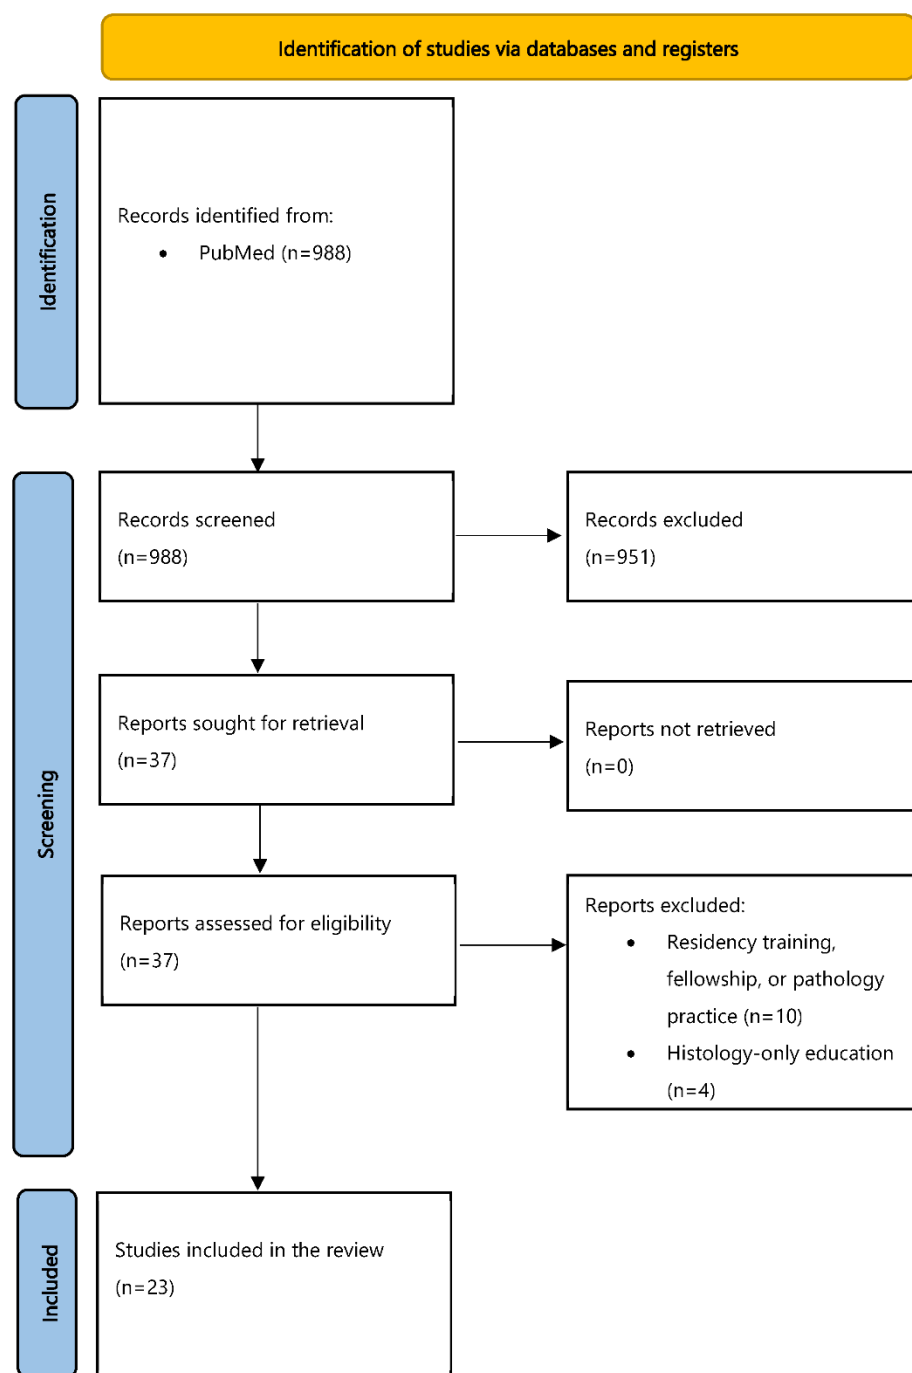 Identification of studies via databases and registers
Identification
Records identified from:
• PubMed (n=988)
Screening
Records screened
(n=988)
Records excluded
(n=951)
Reports sought for retrieval
(n=37)
Reports not retrieved
(n=0)
Reports assessed for eligibility
(n=37)
Reports excluded:
• Residency training,
fellowship, or pathology
practice (n=10)
• Histology-only education
(n=4)
Included
Studies included in the review
(n=23)